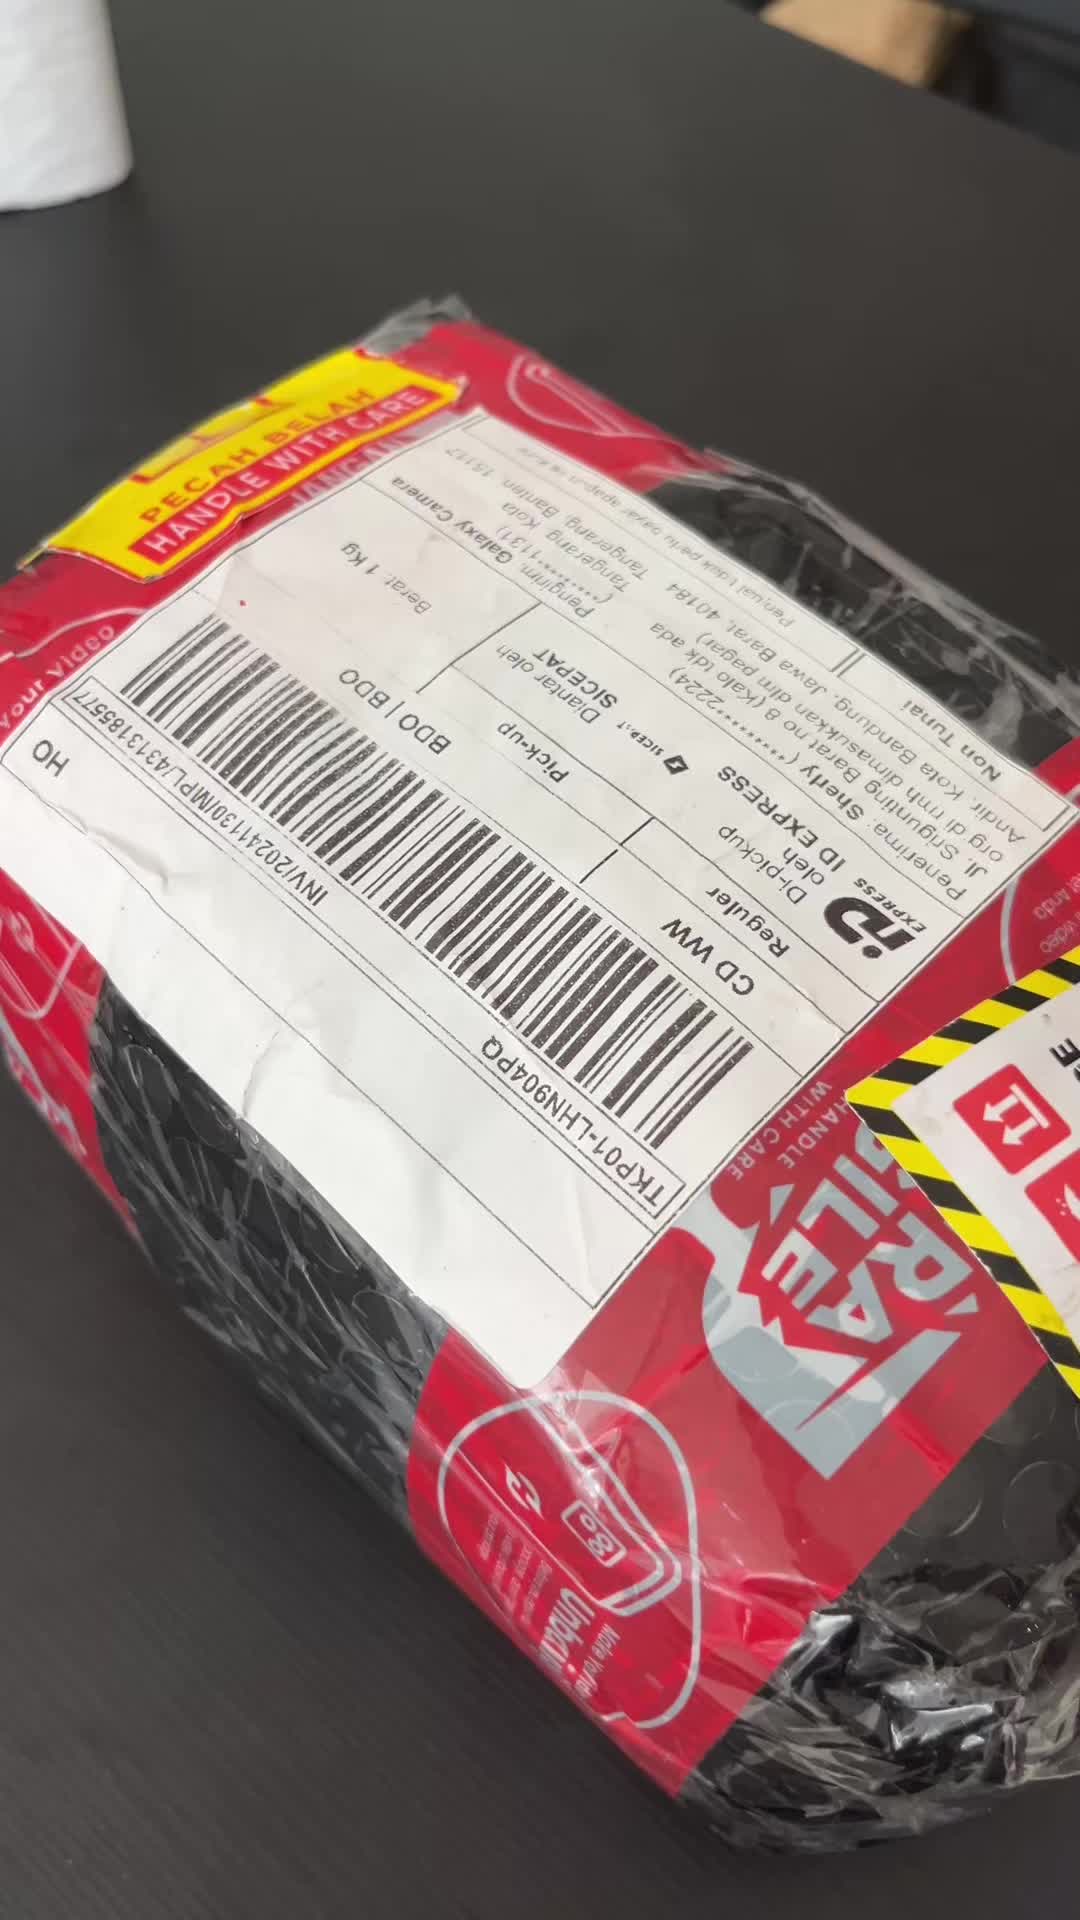 PECAH BELAH
HANDLE WITH CARE
JANGAN
your video
INV/20241130/MPL/4313185577
HO
TKP01-LHN904PQ
BDO | BDO
CD WW
Berat: 1 Kg
Pick-up
Reguler
Diantar oleh
SICEPAT
Di-pickup
oleh
ID EXPRESS
iD
EXPRESS
Pengirim: Galaxy Camera
(*******1131)
Tangerang Kota
Tangerang, Banten, 15117
Penerima: Sherly (*******2224)
Jl. Srigunting Barat no 8 (Kalo tdk ada
org di rmh dimasukkan dlm pagar)
Andir, Kota Bandung, Jawa Barat, 40184
Non Tunai
Penjual tidak perlu bayar apapun ke kurir
HANDLE
WITH CARE
Make Your